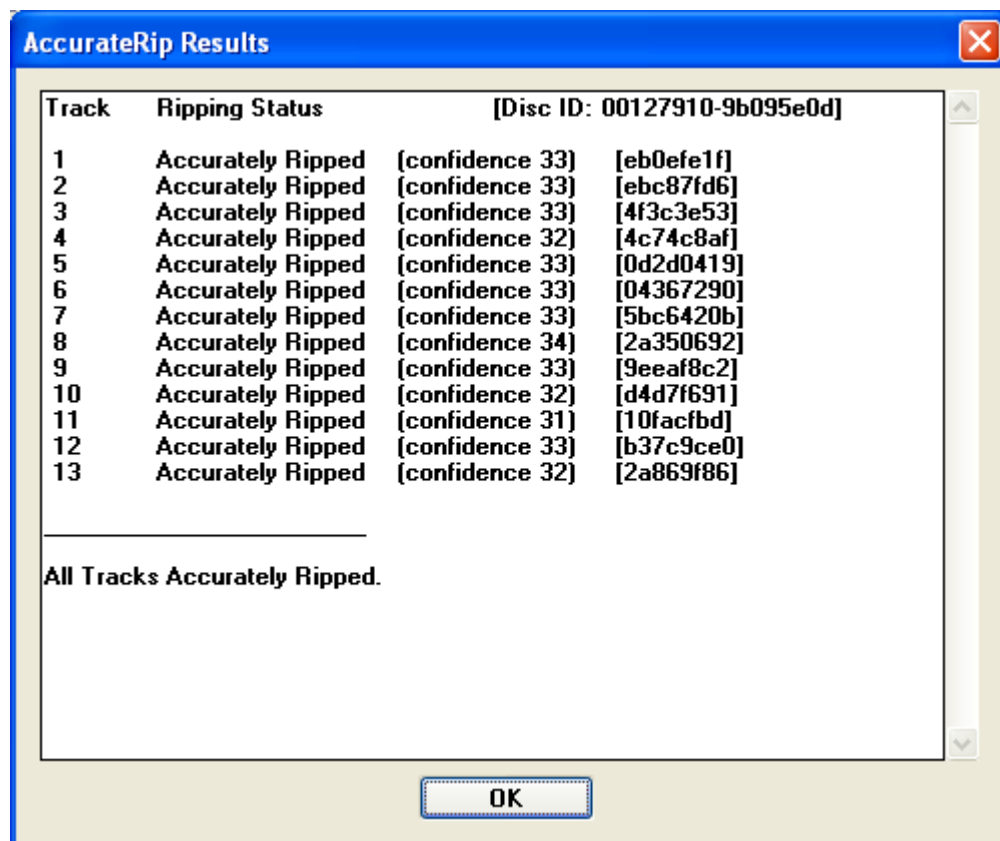 AccurateRip Results
Track Ripping Status [Disc ID: 00127910-9b095e0d]
1 Accurately Ripped (confidence 33) [eb0efe1f]
2 Accurately Ripped (confidence 33) [ebc87fd6]
3 Accurately Ripped (confidence 33) [4f3c3e53]
4 Accurately Ripped (confidence 32) [4c74c8af]
5 Accurately Ripped (confidence 33) [0d2d0419]
6 Accurately Ripped (confidence 33) [04367290]
7 Accurately Ripped (confidence 33) [5bc6420b]
8 Accurately Ripped (confidence 34) [2a350692]
9 Accurately Ripped (confidence 33) [9eeaf8c2]
10 Accurately Ripped (confidence 32) [d4d7f691]
11 Accurately Ripped (confidence 31) [10facfbd]
12 Accurately Ripped (confidence 33) [b37c9ce0]
13 Accurately Ripped (confidence 32) [2a869f86]
All Tracks Accurately Ripped.
OK